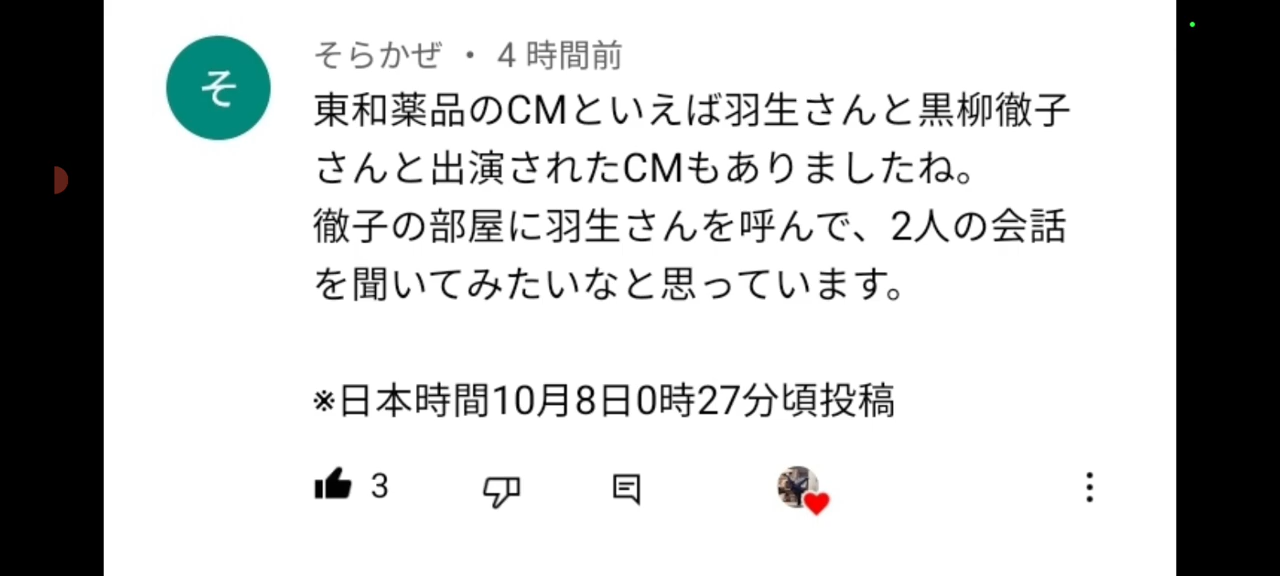 そ
そらかぜ ・ 4 時間前
東和薬品のCMといえば羽生さんと黒柳徹子
さんと出演されたCMもありましたね。
徹子の部屋に羽生さんを呼んで、2人の会話
を聞いてみたいなと思っています。
※日本時間10月8日0時27分頃投稿
3